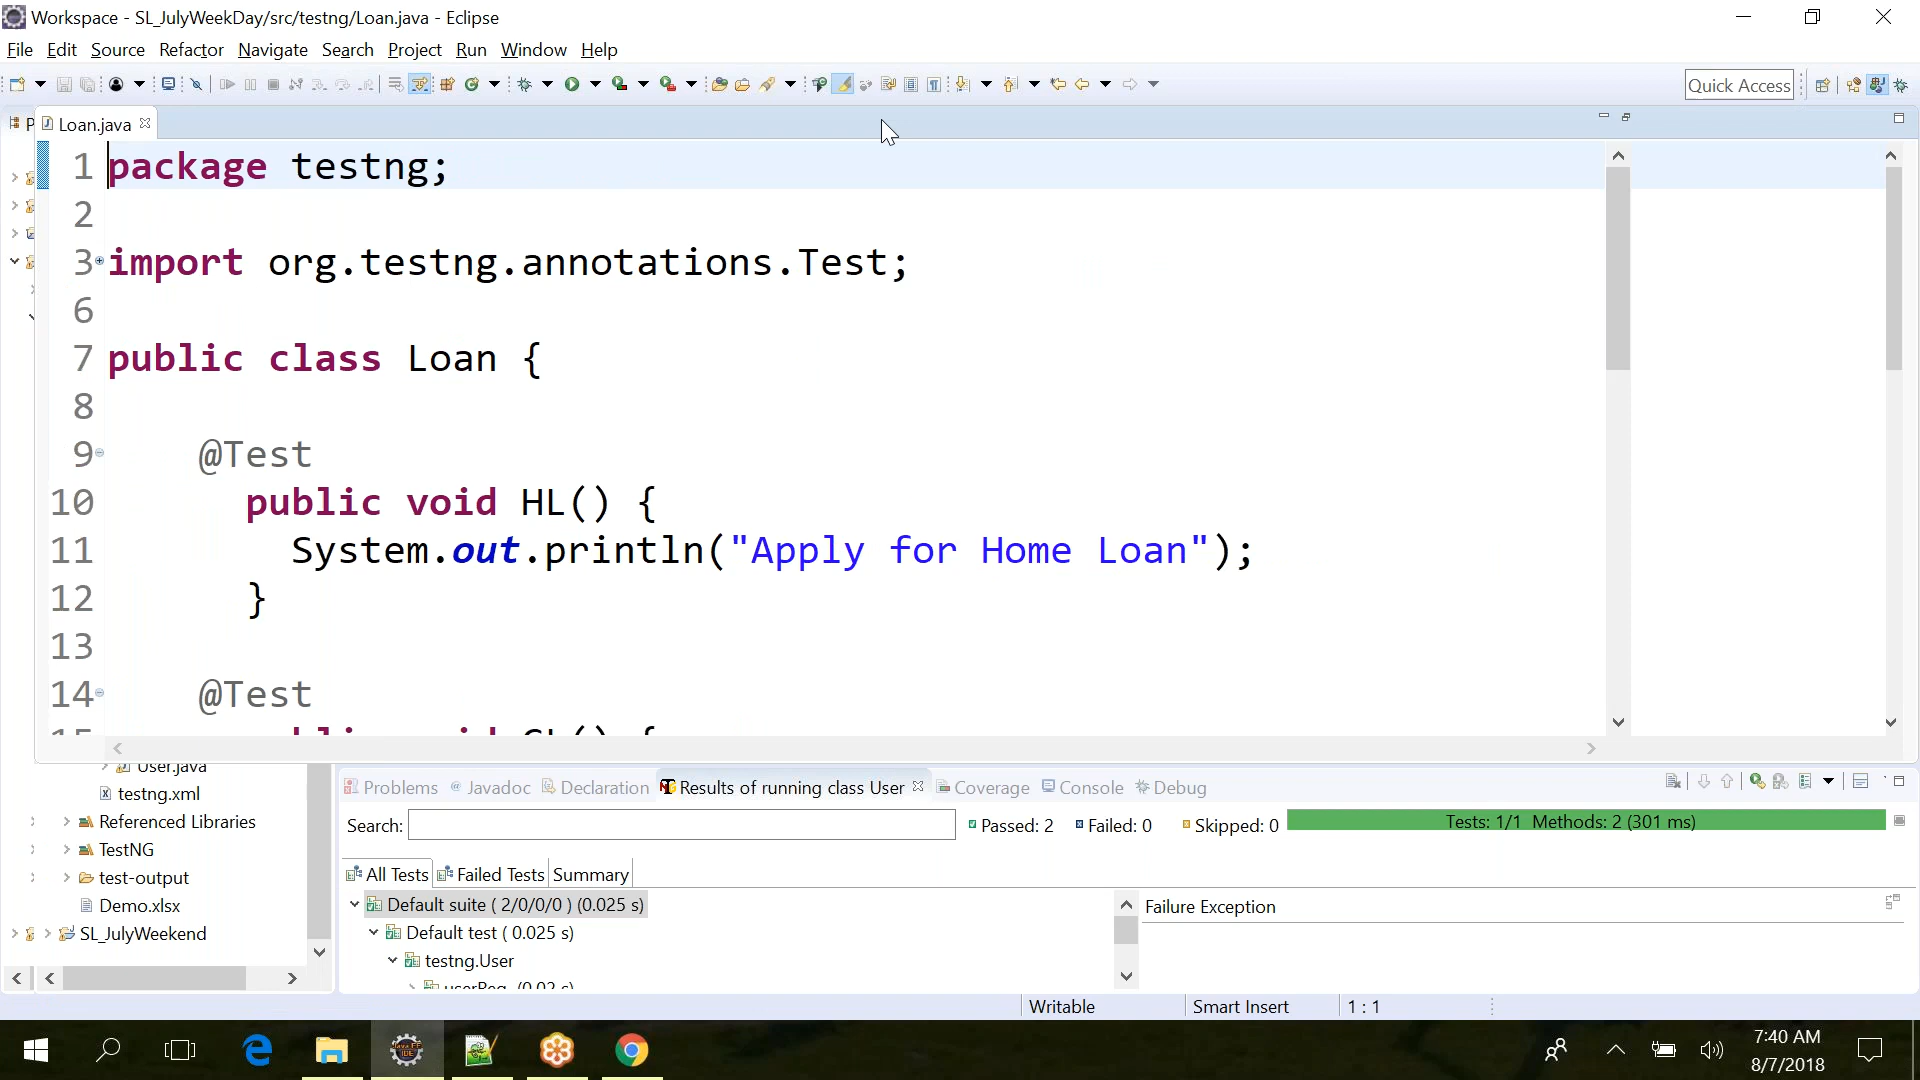 Workspace - SL_JulyWeekDay/src/testng/Loan.java - Eclipse
File Edit Source Refactor Navigate Search Project Run Window Help
Quick Access
P Loan.java
1 package testng;
2
3 import org.testng.annotations.Test;
6
7 public class Loan {
8
9 @Test
10 public void HL() {
11 System.out.println("Apply for Home Loan");
12 }
13
14 @Test
User.java
testng.xml
Referenced Libraries
TestNG
test-output
Demo.xlsx
SL_JulyWeekend
Problems @ Javadoc Declaration Results of running class User Coverage Console Debug
Search: Passed: 2 Failed: 0 Skipped: 0 Tests: 1/1 Methods: 2 (301 ms)
All Tests Failed Tests Summary
Default suite ( 2/0/0/0 ) (0.025 s)
Default test ( 0.025 s)
testng.User
Failure Exception
Writable Smart Insert 1 : 1
7:40 AM
8/7/2018